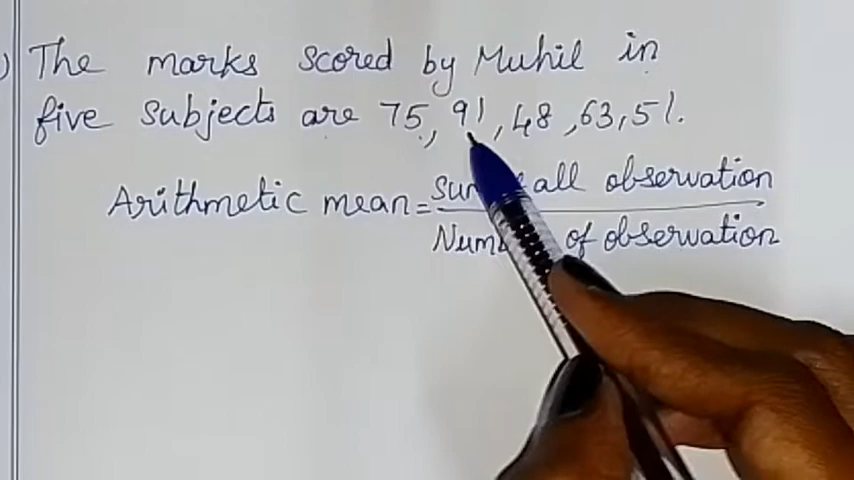 ) The marks scored by Muhil in
five subjects are 75, 91, 48, 63, 51.
Arithmetic mean = all observation
of observation